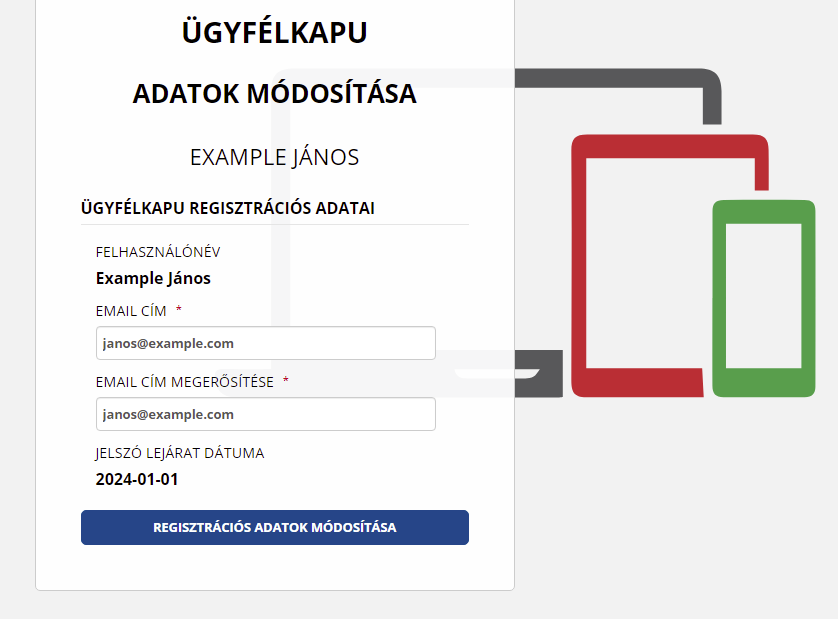 ÜGYFÉLKAPU
ADATOK MÓDOSÍTÁSA
EXAMPLE JÁNOS
ÜGYFÉLKAPU REGISZTRÁCIÓS ADATAI
FELHASZNÁLÓNÉV
Example János
EMAIL CÍM *
janos@example.com
EMAIL CÍM MEGERŐSÍTÉSE *
janos@example.com
JELSZÓ LEJÁRAT DÁTUMA
2024-01-01
REGISZTRÁCIÓS ADATOK MÓDOSÍTÁSA